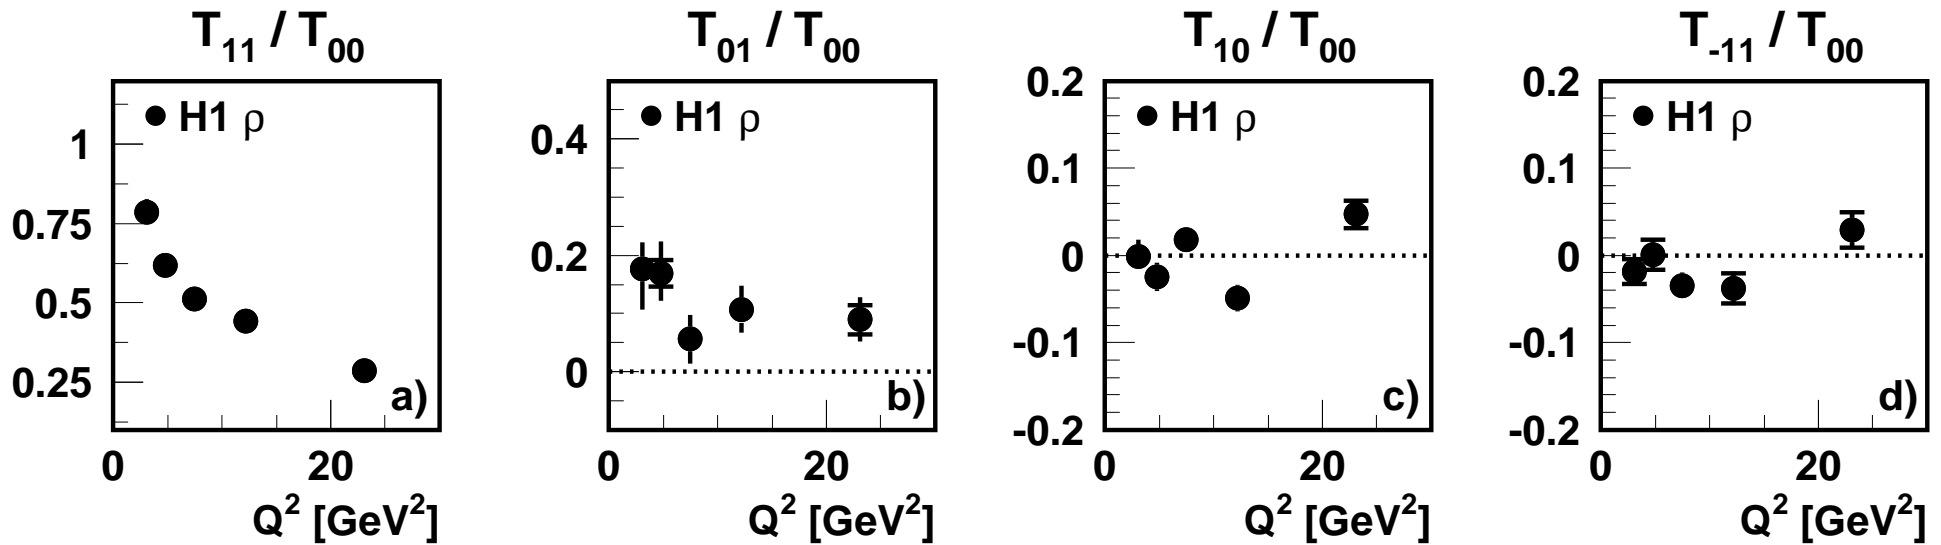 T11 / T00
H1 ρ
1
0.75
0.5
0.25
a)
0
20
Q2 [GeV2]
T01 / T00
H1 ρ
0.4
0.2
0
b)
0
20
Q2 [GeV2]
T10 / T00
H1 ρ
0.2
0.1
0
-0.1
-0.2
c)
0
20
Q2 [GeV2]
T-11 / T00
H1 ρ
0.2
0.1
0
-0.1
-0.2
d)
0
20
Q2 [GeV2]